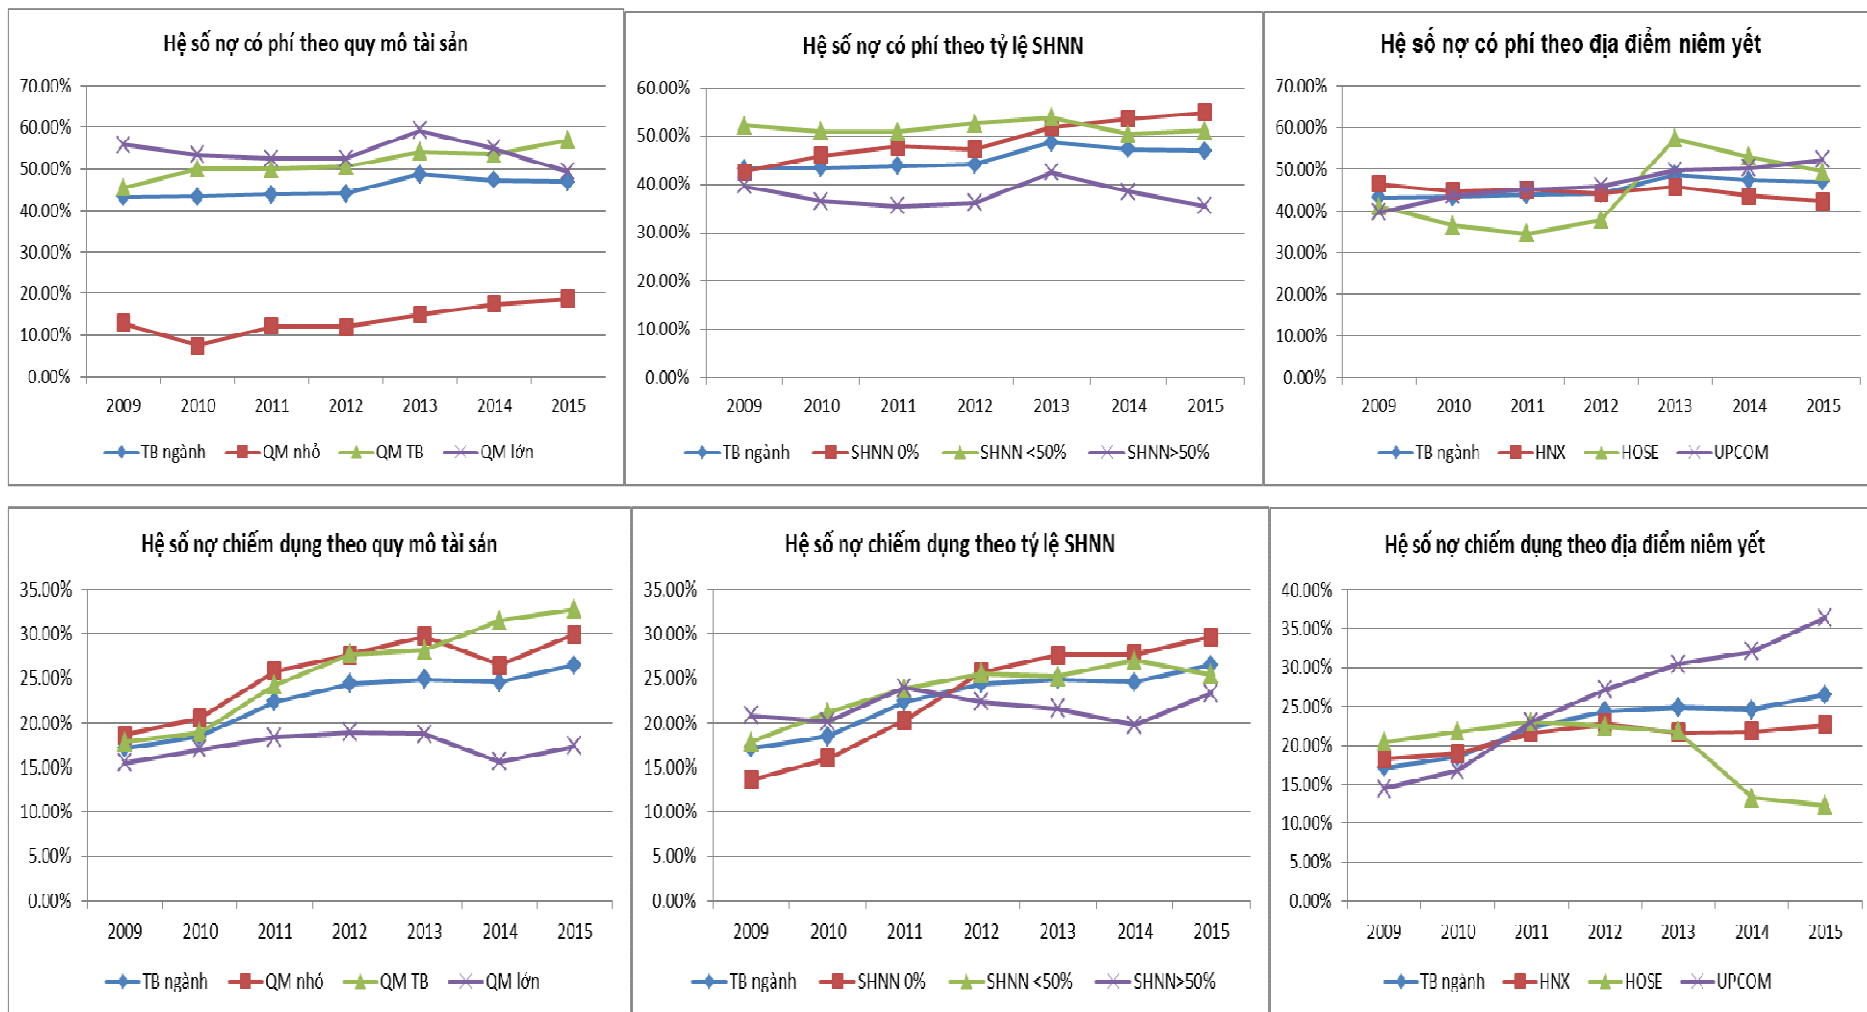 Hệ số nợ có phí theo quy mô tài sản
70.00%
60.00%
50.00%
40.00%
30.00%
20.00%
10.00%
0.00%
2009 2010 2011 2012 2013 2014 2015
TB ngành QM nhỏ QM TB QM lớn
Hệ số nợ có phí theo tỷ lệ SHNN
60.00%
50.00%
40.00%
30.00%
20.00%
10.00%
0.00%
2009 2010 2011 2012 2013 2014 2015
TB ngành SHNN 0% SHNN <50% SHNN>50%
Hệ số nợ có phí theo địa điểm niêm yết
70.00%
60.00%
50.00%
40.00%
30.00%
20.00%
10.00%
0.00%
2009 2010 2011 2012 2013 2014 2015
TB ngành HNX HOSE UPCOM
Hệ số nợ chiếm dụng theo quy mô tài sản
35.00%
30.00%
25.00%
20.00%
15.00%
10.00%
5.00%
0.00%
2009 2010 2011 2012 2013 2014 2015
TB ngành QM nhỏ QM TB QM lớn
Hệ số nợ chiếm dụng theo tỷ lệ SHNN
35.00%
30.00%
25.00%
20.00%
15.00%
10.00%
5.00%
0.00%
2009 2010 2011 2012 2013 2014 2015
TB ngành SHNN 0% SHNN <50% SHNN>50%
Hệ số nợ chiếm dụng theo địa điểm niêm yết
40.00%
35.00%
30.00%
25.00%
20.00%
15.00%
10.00%
5.00%
0.00%
2009 2010 2011 2012 2013 2014 2015
TB ngành HNX HOSE UPCOM